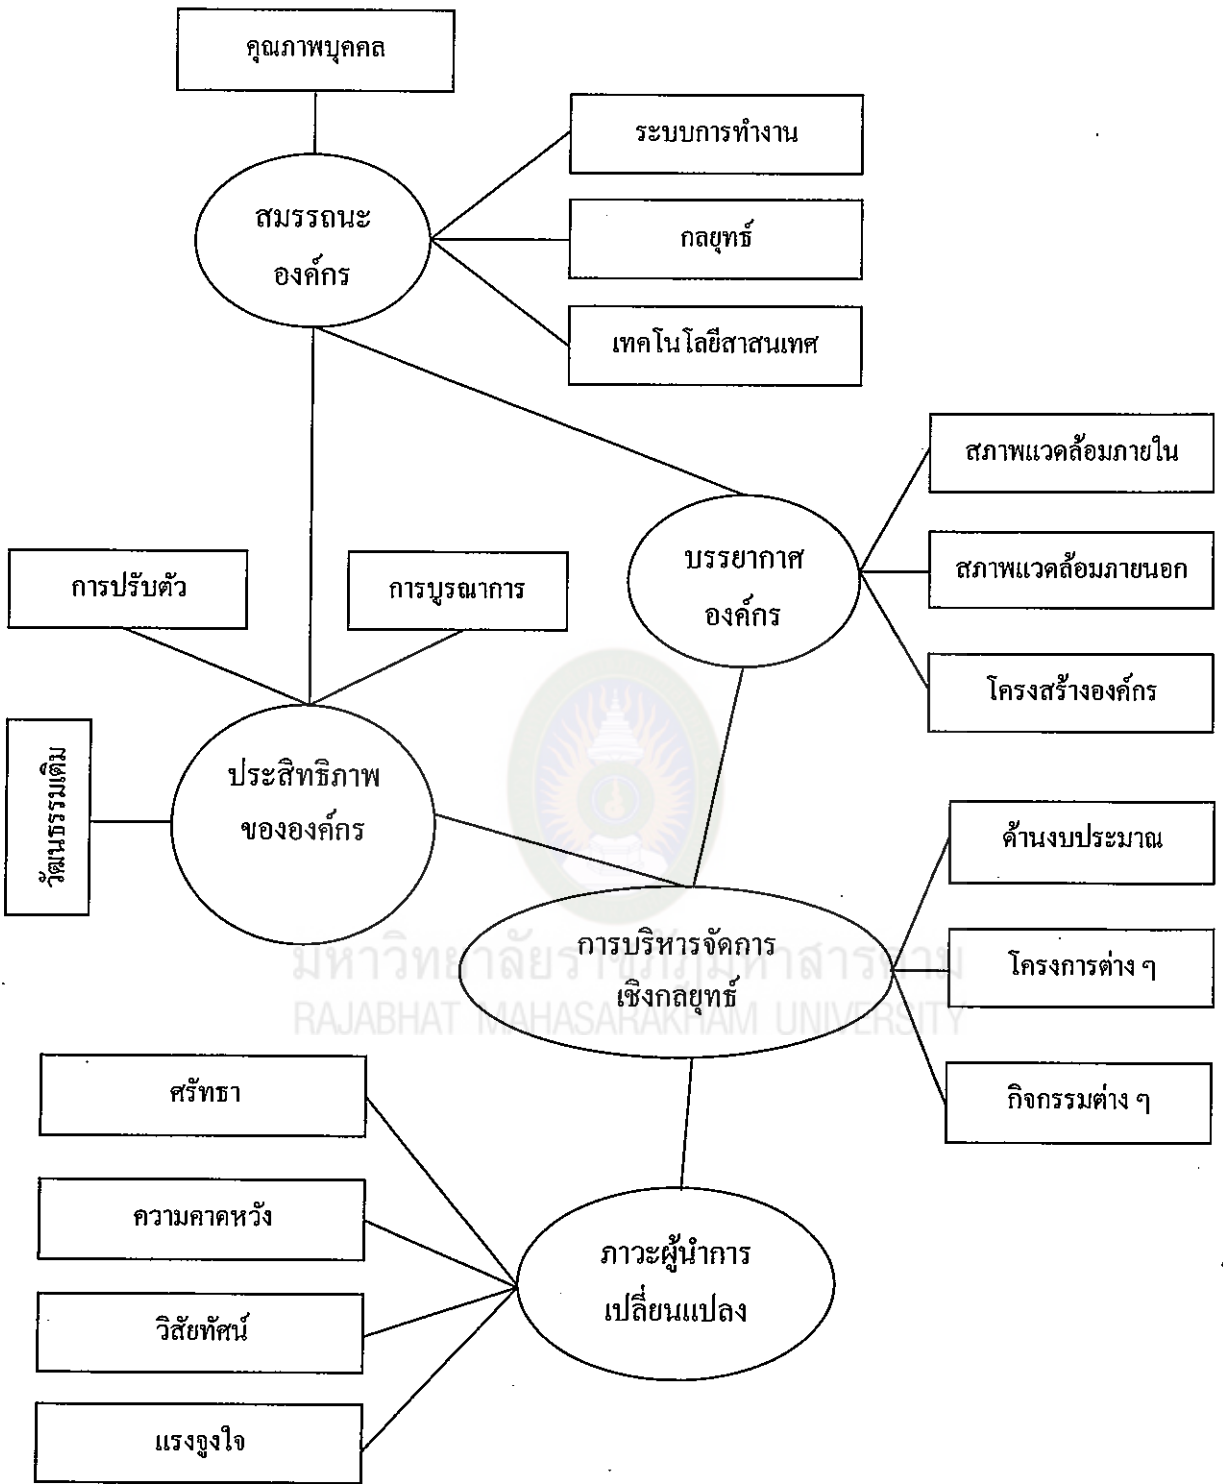 คุณภาพบุคคล
ระบบการทำงาน
สมรรถนะ
องค์กร
กลยุทธ์
เทคโนโลยีสาสนเทศ
สภาพแวดล้อมภายใน
บรรยากาศ
องค์กร
สภาพแวดล้อมภายนอก
การปรับตัว
การบูรณาการ
โครงสร้างองค์กร
วัฒนธรรมเดิม
ประสิทธิภาพ
ขององค์กร
ด้านงบประมาณ
การบริหารจัดการ
เชิงกลยุทธ์
โครงการต่าง ๆ
มหาวิทยาลัยราชภัฏมหาสารคาม
RAJABHAT MAHASARAKHAM UNIVERSITY
กิจกรรมต่าง ๆ
ศรัทธา
ความคาดหวัง
ภาวะผู้นำการ
เปลี่ยนแปลง
วิสัยทัศน์
แรงจูงใจ